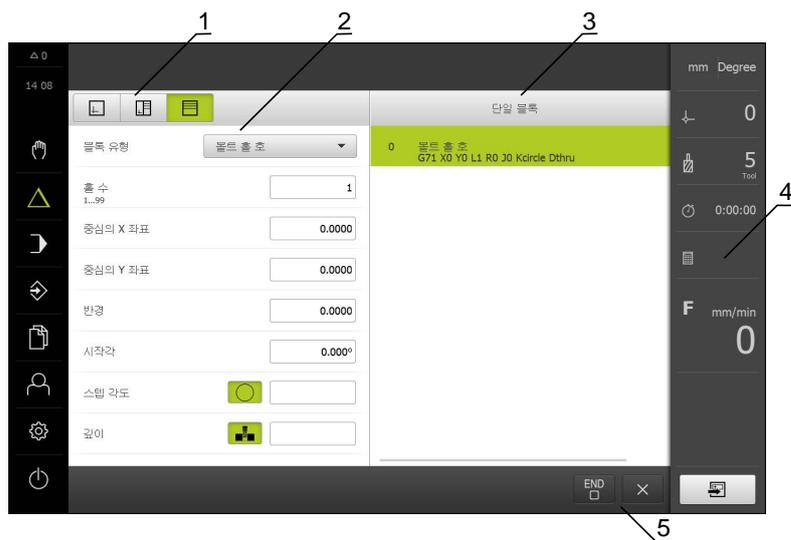 1 2 3
△ 0
14 08
mm Degree
단일 블록
0
블록 유형 볼트 홀 호
0 볼트 홀 호
G71 X0 Y0 L1 R0 J0 Kcircle Dthru
5
Tool
홀 수 1
1...99
4
0:00:00
중심의 X 좌표 0.0000
중심의 Y 좌표 0.0000
반경 0.0000
F mm/min
0
시작각 0.000°
스텝 각도
깊이
END
5